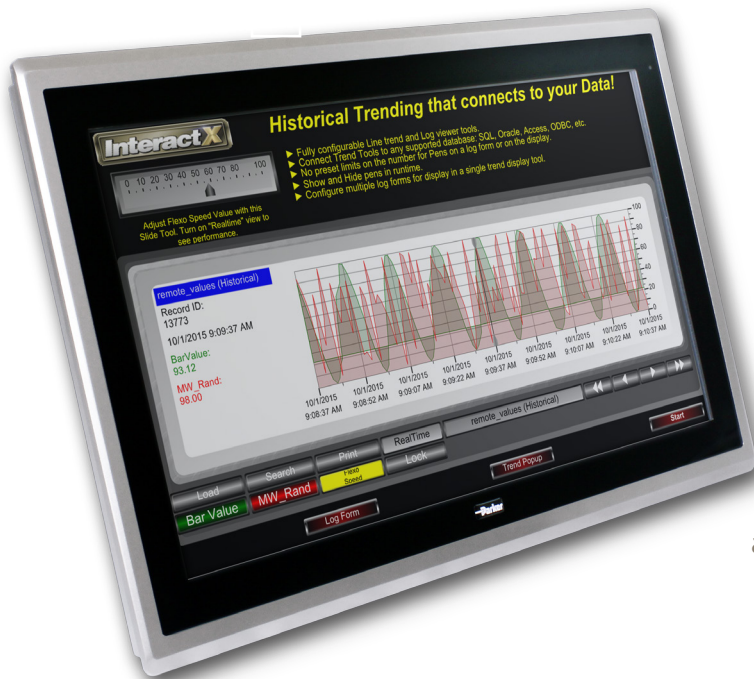 InteractX
Historical Trending that connects to your Data!
▶ Fully configurable Line trend and Log viewer tools.
▶ Connect Trend Tools to any supported database: SQL, Oracle, Access, ODBC, etc.
▶ No preset limits on the number for Pens on a log form or on the display.
▶ Show and Hide pens in runtime.
▶ Configure multiple log forms for display in a single trend display tool.
0 10 20 30 40 50 60 70 80 100
Adjust Flexo Speed Value with this
Slide Tool. Turn on "Realtime" view to
see performance.
remote_values (Historical)
Record ID:
13773
10/1/2015 9:09:37 AM
BarValue:
93.12
MW_Rand:
98.00
100
80
60
40
20
0
10/1/2015
9:08:37 AM
10/1/2015
9:08:52 AM
10/1/2015
9:09:07 AM
10/1/2015
9:09:22 AM
10/1/2015
9:09:37 AM
10/1/2015
9:09:52 AM
10/1/2015
9:10:07 AM
10/1/2015
9:10:22 AM
10/1/2015
9:10:37 AM
Load
Search
Print
RealTime
remote_values (Historical)
Bar Value
MW_Rand
Flexo
Speed
Lock
Log Form
Trend Popup
Start
Parker